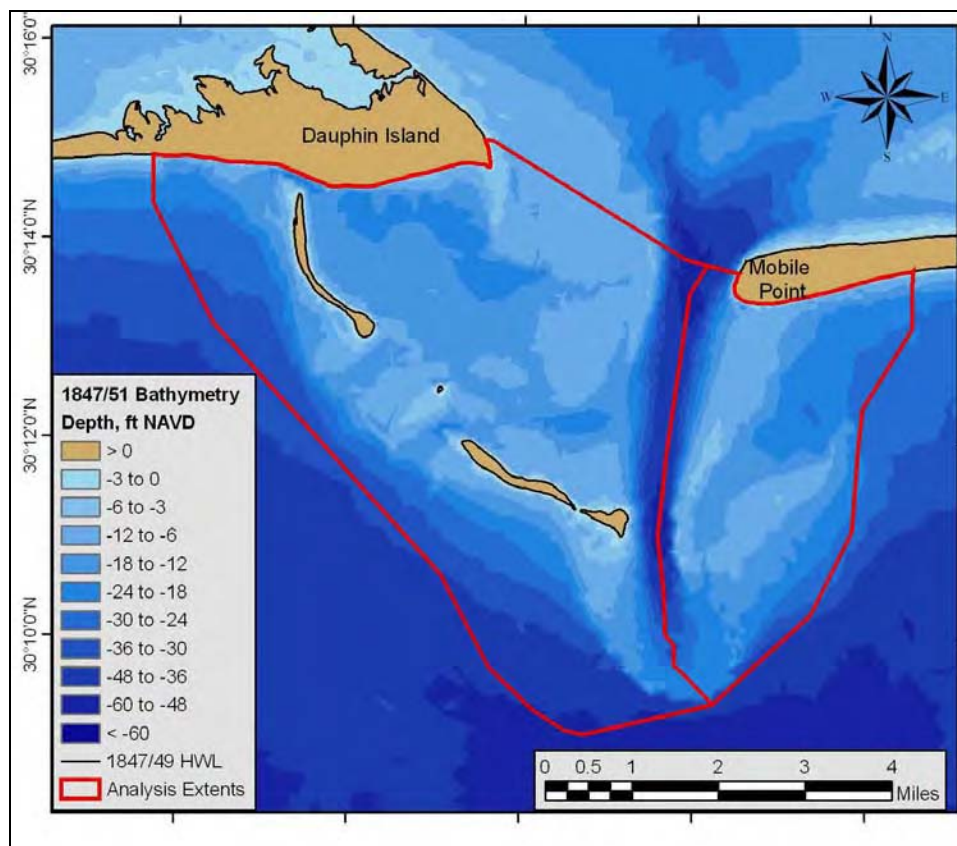 30°16'0"N
30°14'0"N
30°12'0"N
30°10'0"N
N
W E
S
Dauphin Island
Mobile
Point
1847/51 Bathymetry
Depth, ft NAVD
> 0
-3 to 0
-6 to -3
-12 to -6
-18 to -12
-24 to -18
-30 to -24
-36 to -30
-48 to -36
-60 to -48
< -60
1847/49 HWL
Analysis Extents
0 0.5 1 2 3 4
Miles